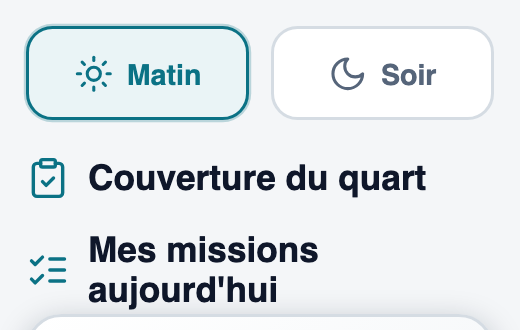 Matin
Soir
Couverture du quart
Mes missions
aujourd'hui